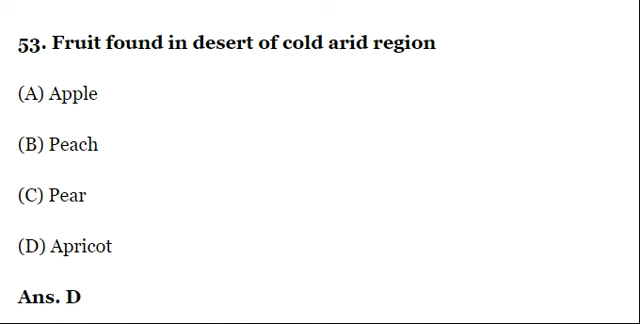 53. Fruit found in desert of cold arid region
(A) Apple
(B) Peach
(C) Pear
(D) Apricot
Ans. D